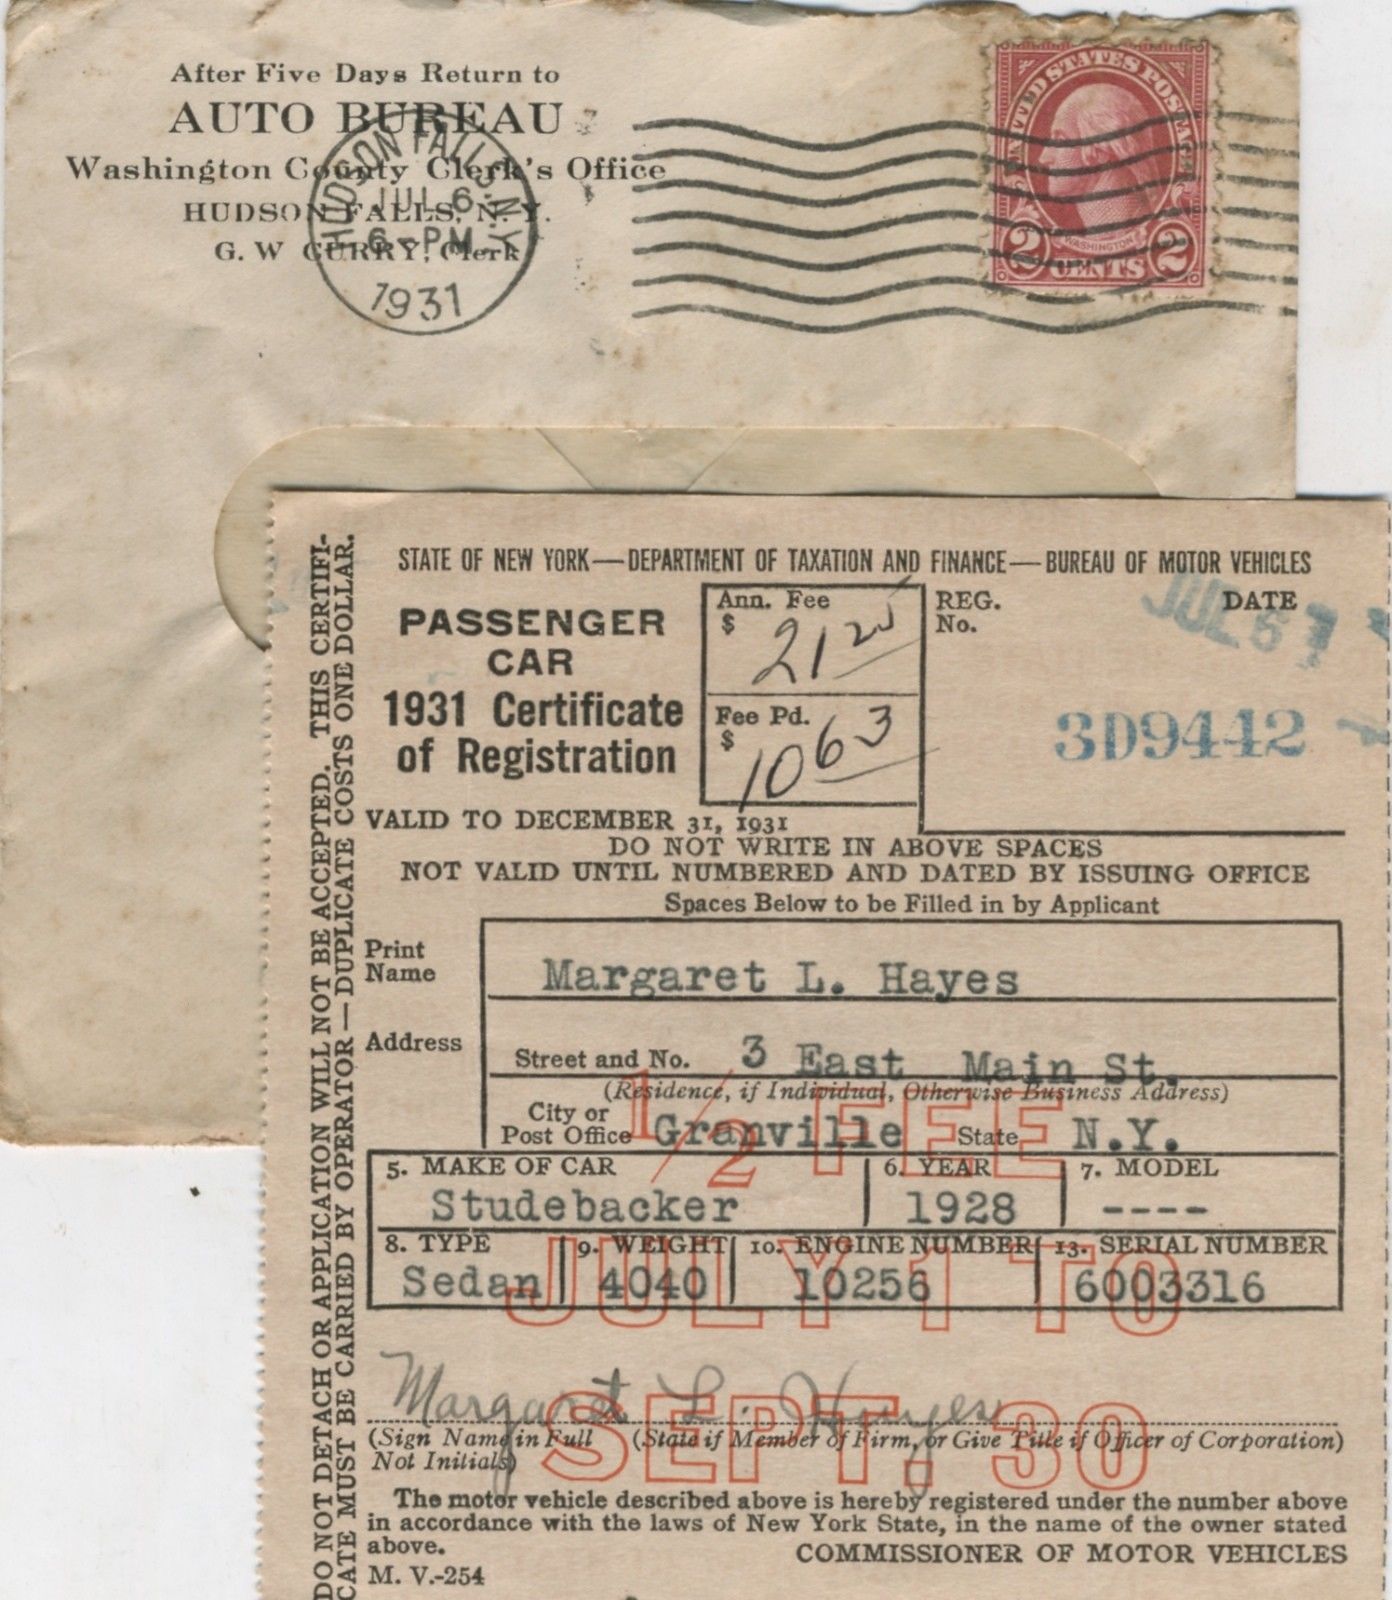 After Five Days Return to
AUTO BUREAU
Washington County Clerk's Office
HUDSON FALLS, N. Y.
G. W CURRY, Clerk
HUDSON FALLS, N.Y.
JUL 6
6-PM
1931
UNITED STATES POSTAGE
WASHINGTON
2 CENTS 2
DO NOT DETACH OR APPLICATION WILL NOT BE ACCEPTED. THIS CERTIFI-
CATE MUST BE CARRIED BY OPERATOR—DUPLICATE COSTS ONE DOLLAR.
STATE OF NEW YORK—DEPARTMENT OF TAXATION AND FINANCE—BUREAU OF MOTOR VEHICLES
PASSENGER
CAR
1931 Certificate
of Registration
VALID TO DECEMBER 31, 1931
Ann. Fee
$ 21 25
Fee Pd.
$ 10 63
REG.
No.
DATE
JUL 6
3D9442
DO NOT WRITE IN ABOVE SPACES
NOT VALID UNTIL NUMBERED AND DATED BY ISSUING OFFICE
Spaces Below to be Filled in by Applicant
Print
Name Margaret L. Hayes
Address Street and No. 3 East Main St.
(Residence, if Individual, Otherwise Business Address)
City or
Post Office Granville State N.Y.
1/2 FEE
5. MAKE OF CAR 6. YEAR 7. MODEL
Studebacker 1928 ----
8. TYPE 9. WEIGHT 10. ENGINE NUMBER 13. SERIAL NUMBER
Sedan 4040 10256 6003316
JULY 1 TO
Margaret L. Hayes
SEPT. 30
(Sign Name in Full (State if Member of Firm, or Give Title if Officer of Corporation)
Not Initials)
The motor vehicle described above is hereby registered under the number above
in accordance with the laws of New York State, in the name of the owner stated
above.
COMMISSIONER OF MOTOR VEHICLES
M. V.-254